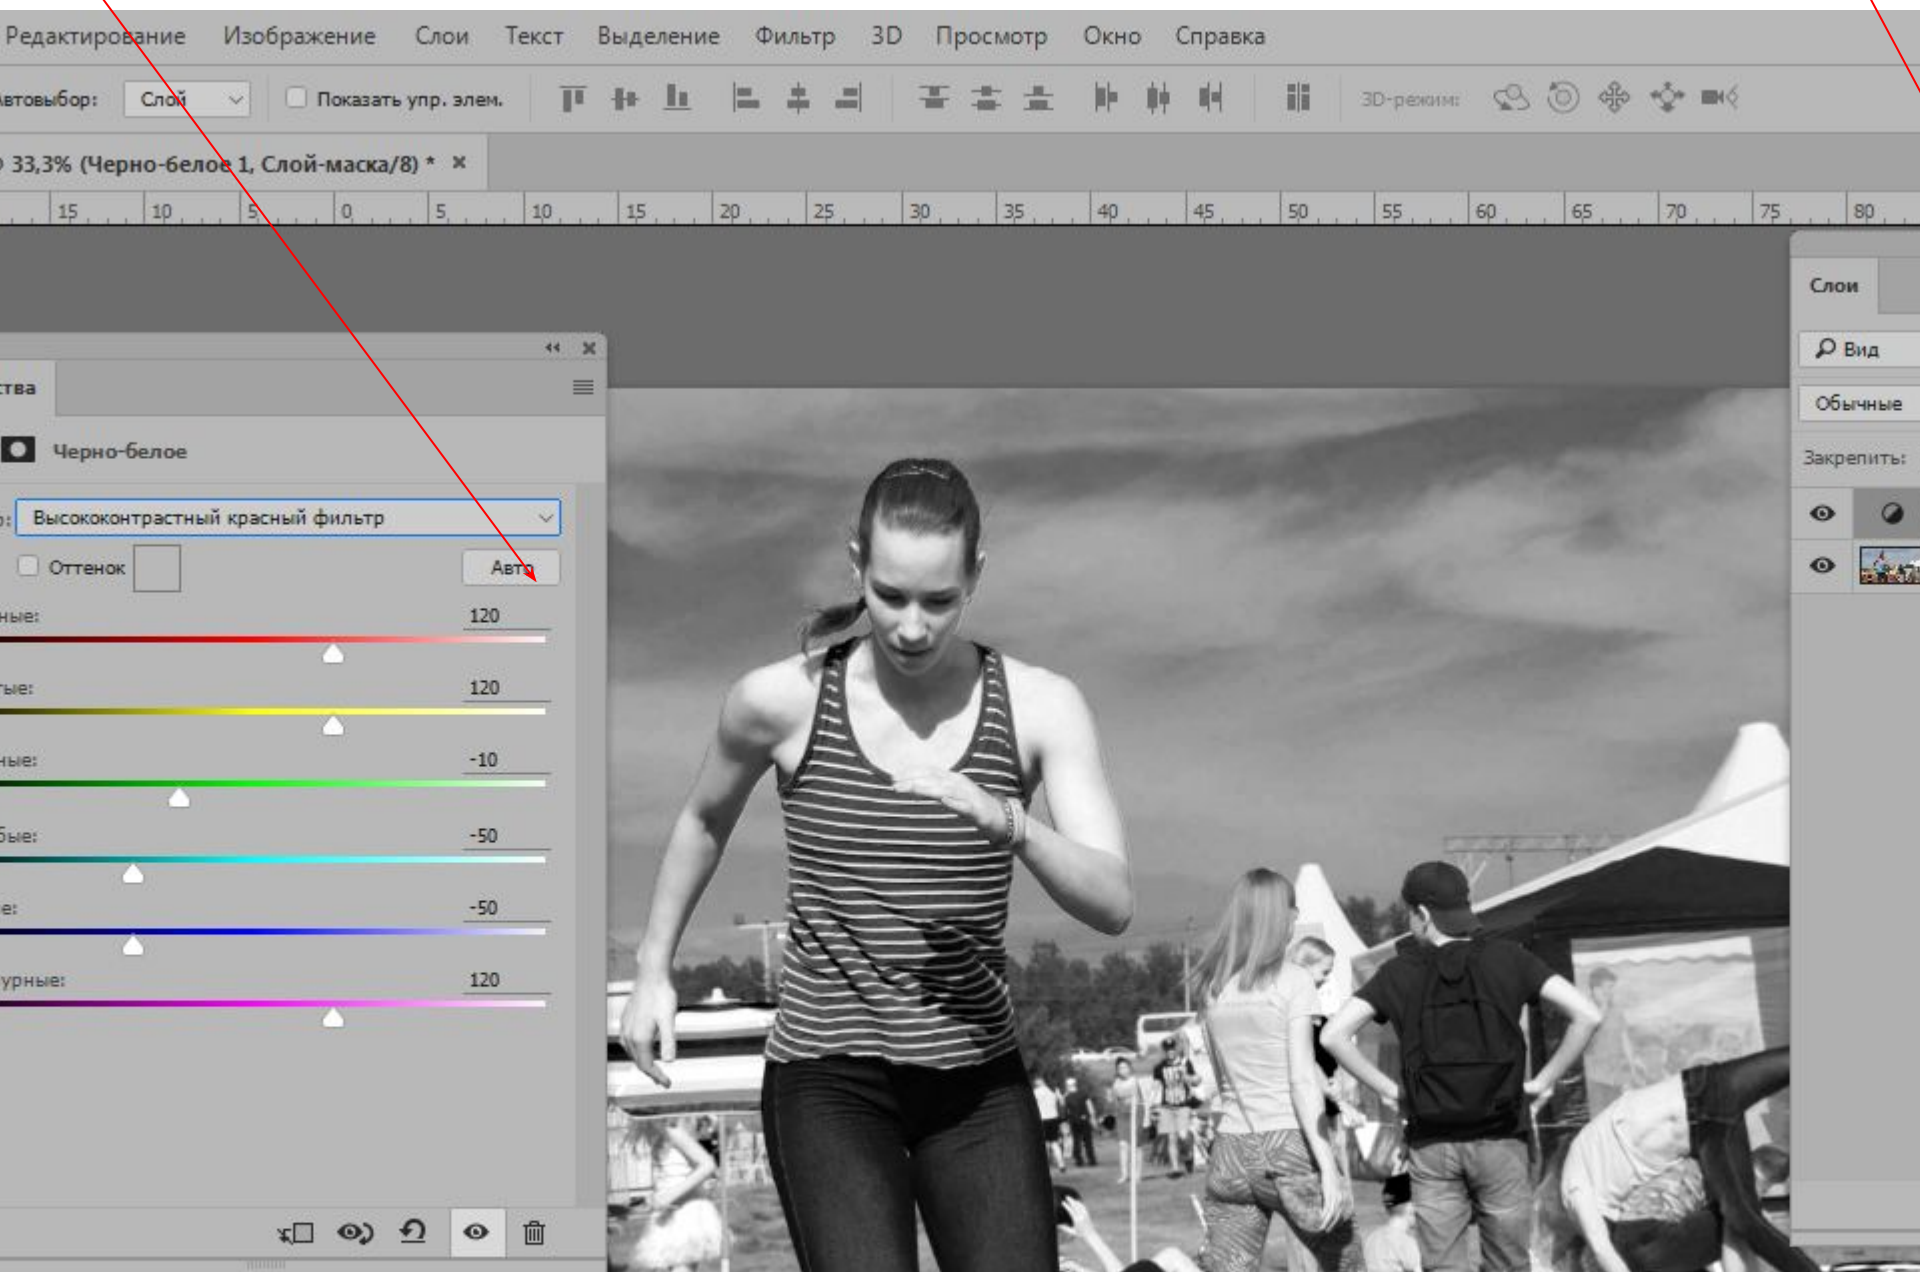 Редактирование Изображение Слои Текст Выделение Фильтр 3D Просмотр Окно Справка
Автовыбор: Слой Показать упр. элем. 3D-режим:
33,3% (Черно-белое 1, Слой-маска/8) *
15 10 5 0 5 10 15 20 25 30 35 40 45 50 55 60 65 70 75 80
Слои
Вид
ства
Обычные
Черно-белое
Закрепить:
Высококонтрастный красный фильтр
Оттенок Авто
ные: 120
тые: 120
ные: -10
бые: -50
е: -50
урные: 120